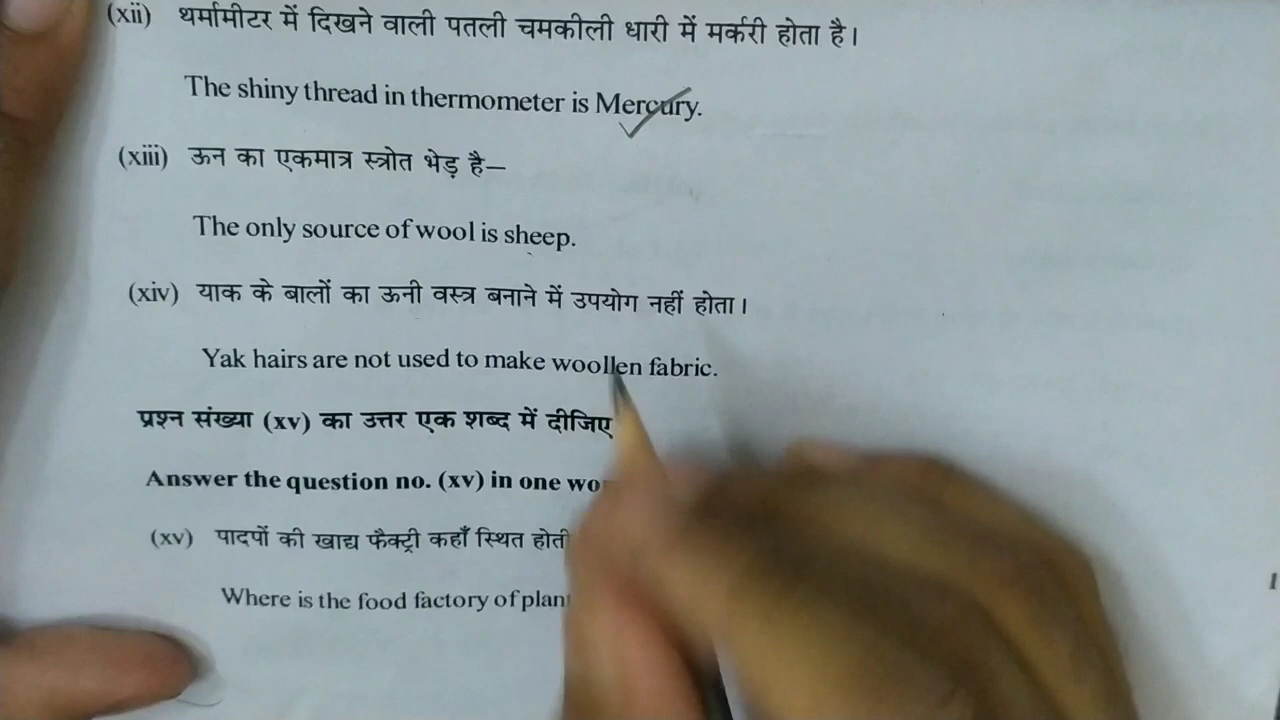 (xii) थर्मामीटर में दिखने वाली पतली चमकीली धारी में मर्करी होता है।
The shiny thread in thermometer is Mercury.
(xiii) ऊन का एकमात्र स्त्रोत भेड़ है—
The only source of wool is sheep.
(xiv) याक के बालों का ऊनी वस्त्र बनाने में उपयोग नहीं होता।
Yak hairs are not used to make woollen fabric.
प्रश्न संख्या (xv) का उत्तर एक शब्द में दीजिए
Answer the question no. (xv) in one
(xv) पादपों की खाद्य फैक्ट्री कहाँ स्थित होती
Where is the food factory of